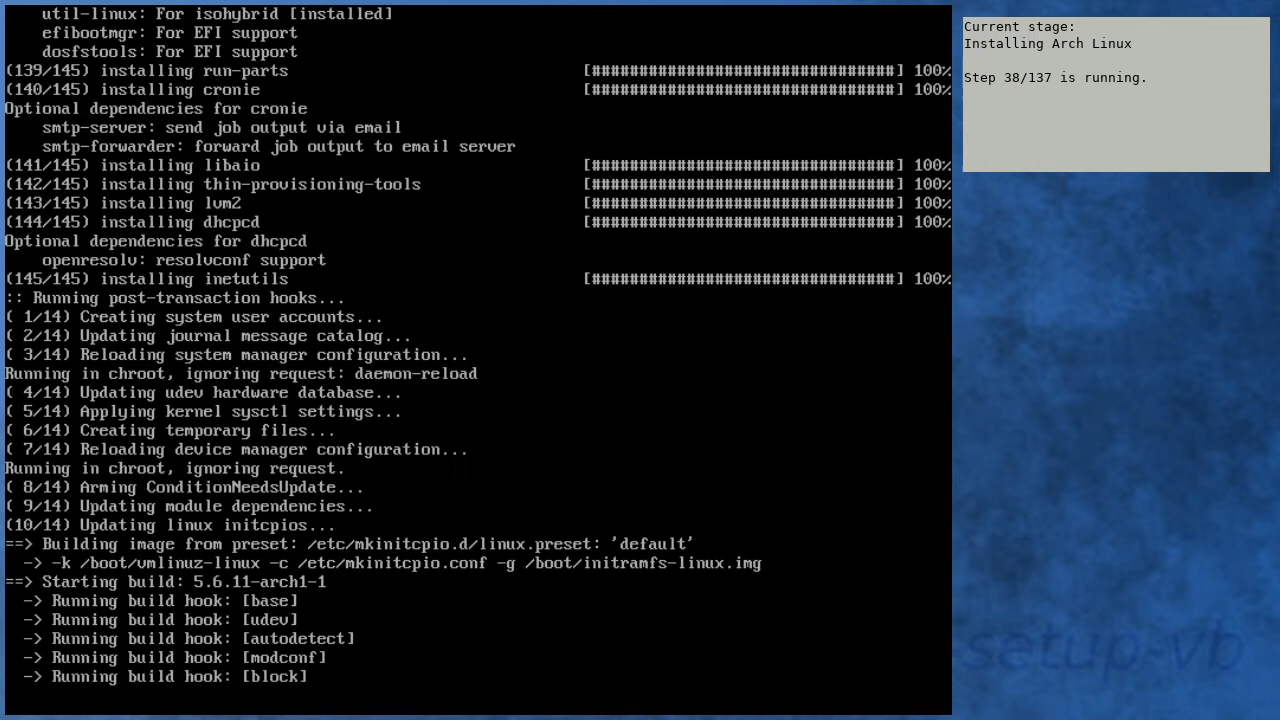 util-linux: For isohybrid [installed]
    efibootmgr: For EFI support
    dosfstools: For EFI support
(139/145) installing run-parts [################################] 100%
(140/145) installing cronie [################################] 100%
Optional dependencies for cronie
    smtp-server: send job output via email
    smtp-forwarder: forward job output to email server
(141/145) installing libaio [################################] 100%
(142/145) installing thin-provisioning-tools [################################] 100%
(143/145) installing lvm2 [################################] 100%
(144/145) installing dhcpcd [################################] 100%
Optional dependencies for dhcpcd
    openresolv: resolvconf support
(145/145) installing inetutils [################################] 100%
:: Running post-transaction hooks...
( 1/14) Creating system user accounts...
( 2/14) Updating journal message catalog...
( 3/14) Reloading system manager configuration...
Running in chroot, ignoring request: daemon-reload
( 4/14) Updating udev hardware database...
( 5/14) Applying kernel sysctl settings...
( 6/14) Creating temporary files...
( 7/14) Reloading device manager configuration...
Running in chroot, ignoring request.
( 8/14) Arming ConditionNeedsUpdate...
( 9/14) Updating module dependencies...
(10/14) Updating linux initcpios...
==> Building image from preset: /etc/mkinitcpio.d/linux.preset: 'default'
  -> -k /boot/vmlinuz-linux -c /etc/mkinitcpio.conf -g /boot/initramfs-linux.img
==> Starting build: 5.6.11-arch1-1
  -> Running build hook: [base]
  -> Running build hook: [udev]
  -> Running build hook: [autodetect]
  -> Running build hook: [modconf]
  -> Running build hook: [block]
Current stage:
Installing Arch Linux
Step 38/137 is running.
setup-vb